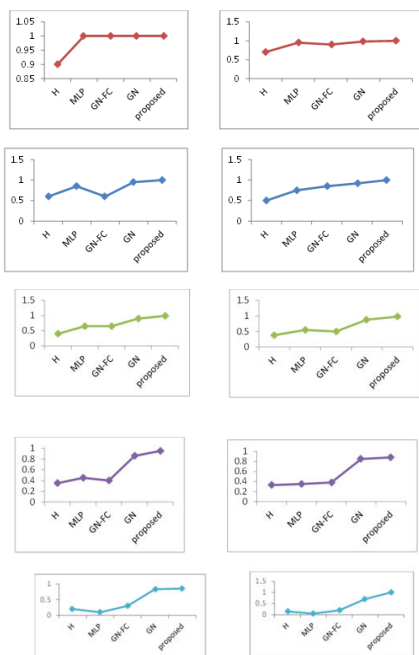 1.05
1
0.95
0.9
0.85
H
MLP
GN-FC
GN
proposed
1.5
1
0.5
0
H
MLP
GN-FC
GN
proposed
1.5
1
0.5
0
H
MLP
GN-FC
GN
proposed
1.5
1
0.5
0
H
MLP
GN-FC
GN
proposed
1.5
1
0.5
0
H
MLP
GN-FC
GN
proposed
1.5
1
0.5
0
H
MLP
GN-FC
GN
proposed
1
0.8
0.6
0.4
0.2
0
H
MLP
GN-FC
GN
proposed
1
0.8
0.6
0.4
0.2
0
H
MLP
GN-FC
GN
proposed
1
0.5
0
H
MLP
GN-FC
GN
proposed
1.5
1
0.5
0
H
MLP
GN-FC
GN
proposed